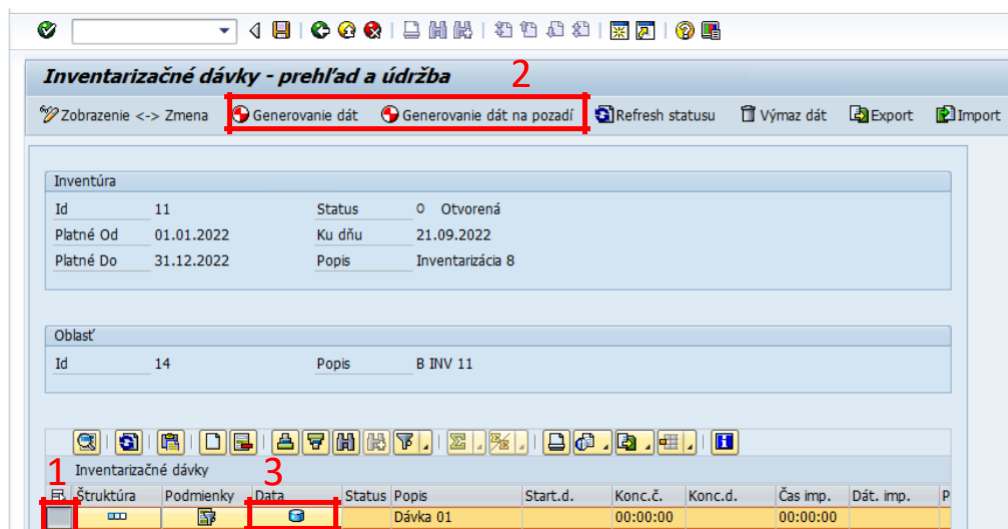 Inventarizačné dávky - prehľad a údržba
2
Zobrazenie <-> Zmena Generovanie dát Generovanie dát na pozadí Refresh statusu Výmaz dát Export Import
Inventúra
Id 11 Status O Otvorená
Platné Od 01.01.2022 Ku dňu 21.09.2022
Platné Do 31.12.2022 Popis Inventarizácia 8
Oblasť
Id 14 Popis B INV 11
1 Inventarizačné dávky 3
Štruktúra Podmienky Data Status Popis Start.d. Konc.č. Konc.d. Čas imp. Dát. imp. P
Dávka 01 00:00:00 00:00:00